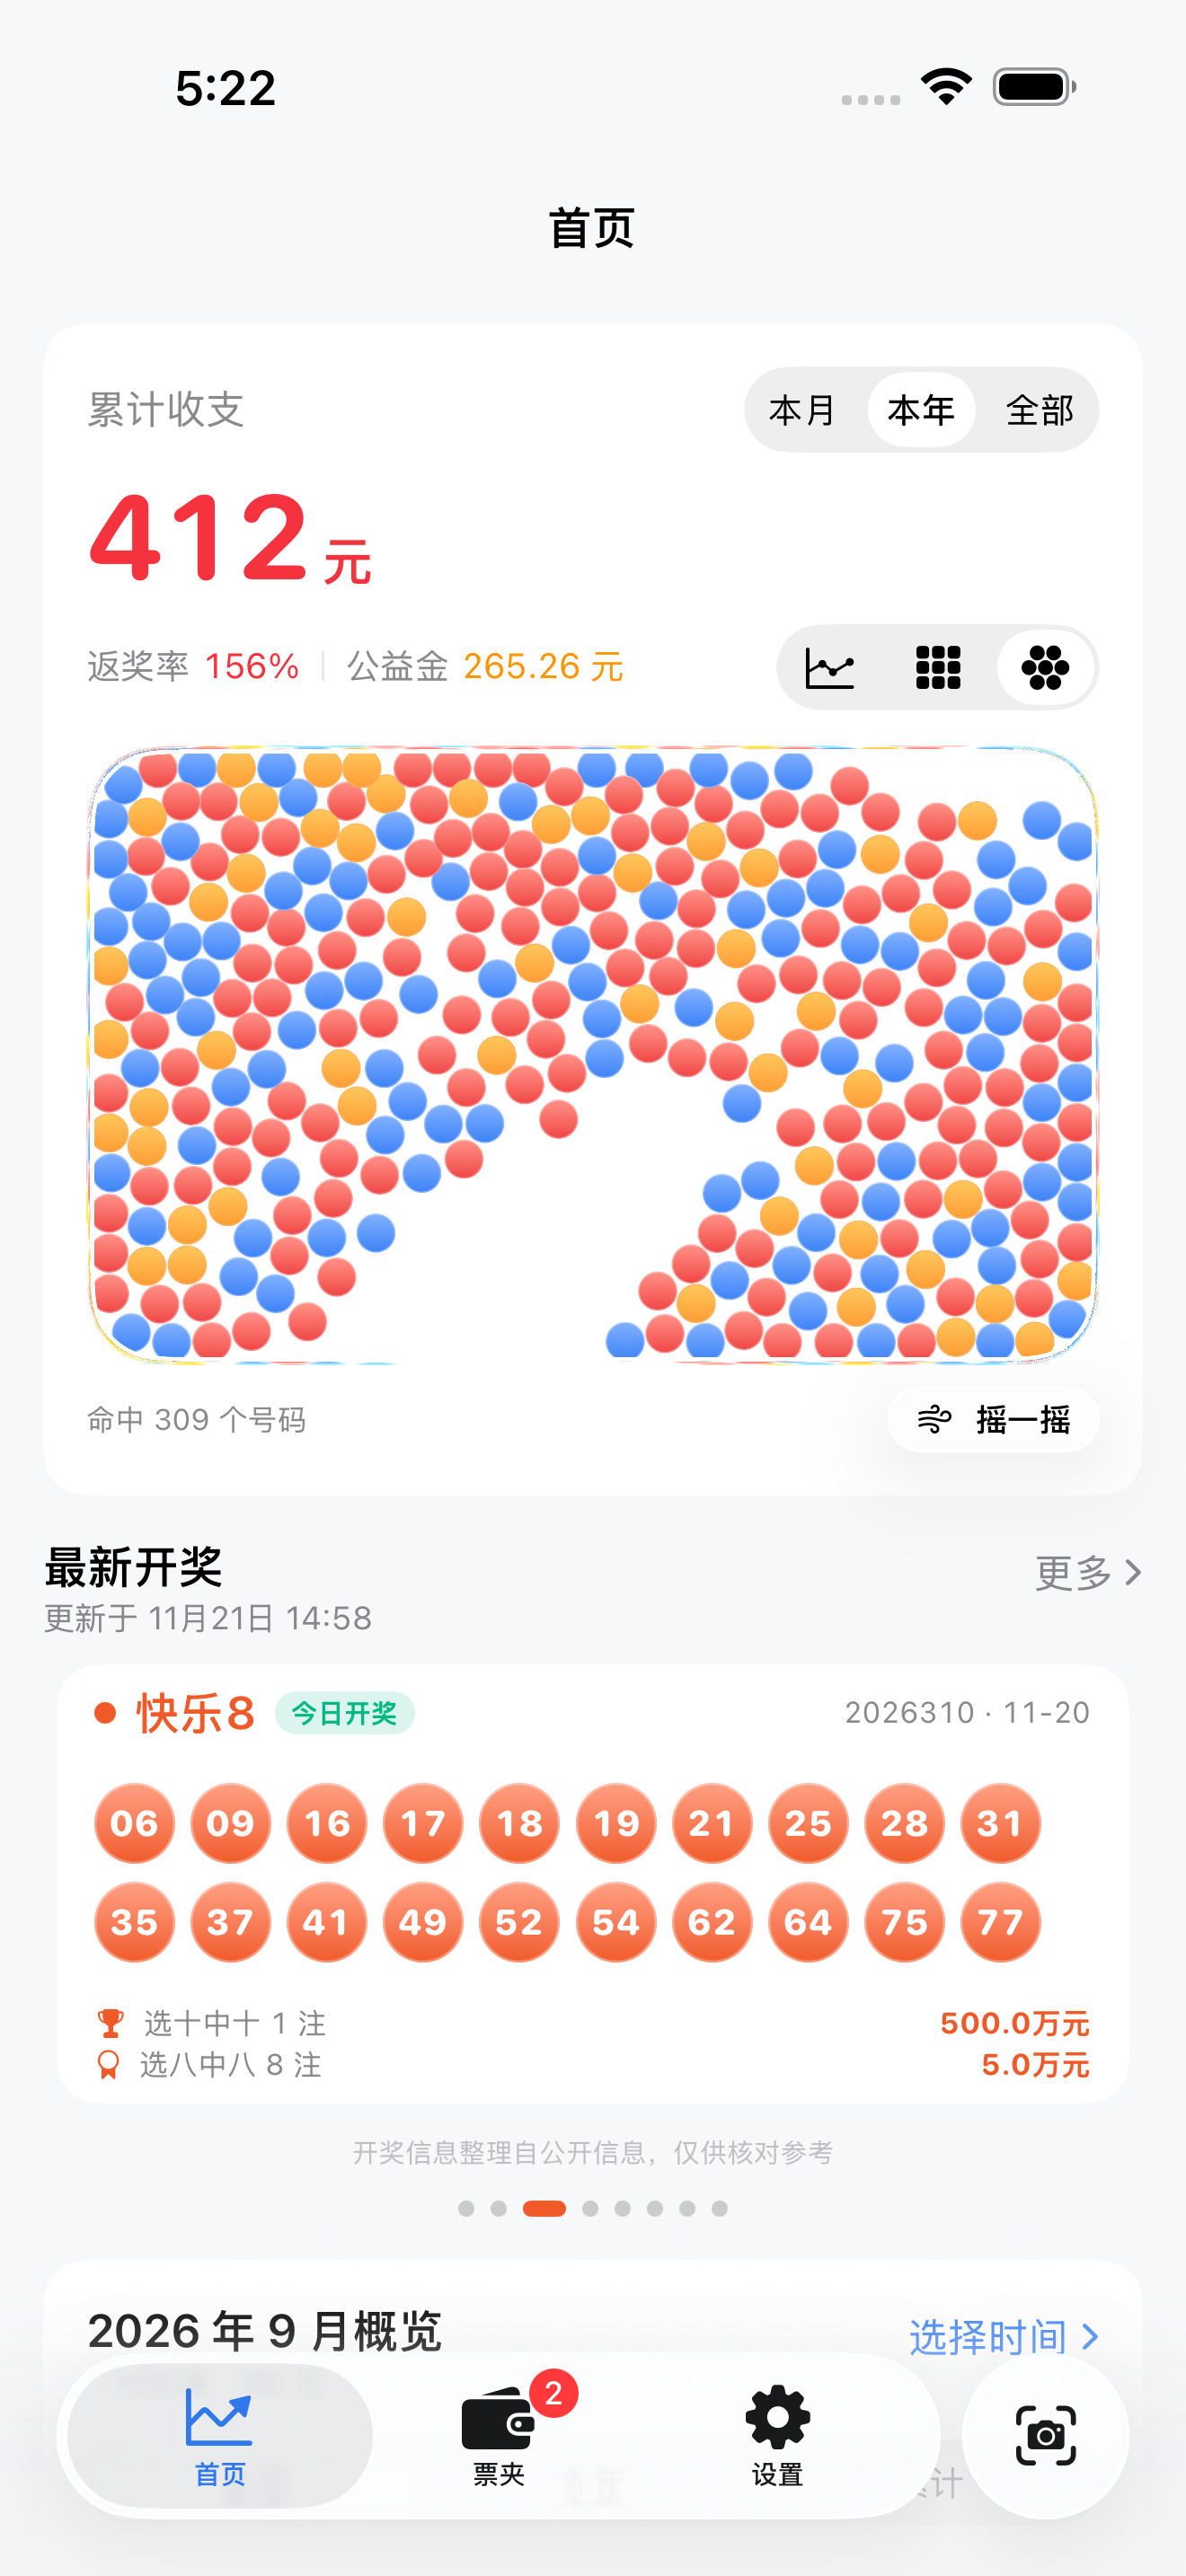 5:22
首页
累计收支
本月 本年 全部
412 元
返奖率 156% 公益金 265.26 元
命中 309 个号码
摇一摇
最新开奖
更多
更新于 11月21日 14:58
快乐8 今日开奖 2026310 · 11-20
06 09 16 17 18 19 21 25 28 31
35 37 41 49 52 54 62 64 75 77
选十中十 1 注 500.0万元
选八中八 8 注 5.0万元
开奖信息整理自公开信息，仅供核对参考
2026 年 9 月概览 选择时间
2
首页 票夹 设置
计